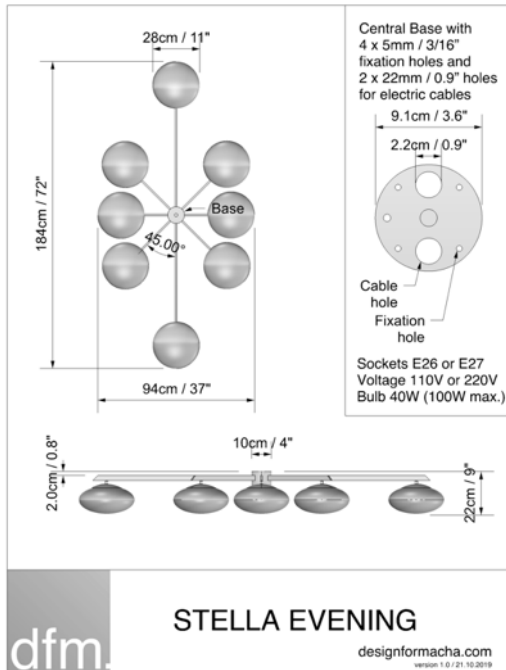 28cm / 11"
184cm / 72"
Base
45.00°
94cm / 37"
Central Base with
4 x 5mm / 3/16"
fixation holes and
2 x 22mm / 0.9" holes
for electric cables
9.1cm / 3.6"
2.2cm / 0.9"
Cable
hole
Fixation
hole
Sockets E26 or E27
Voltage 110V or 220V
Bulb 40W (100W max.)
10cm / 4"
2.0cm / 0.8"
22cm / 9"
dfm.
STELLA EVENING
designformacha.com
version 1.0 / 21.10.2019